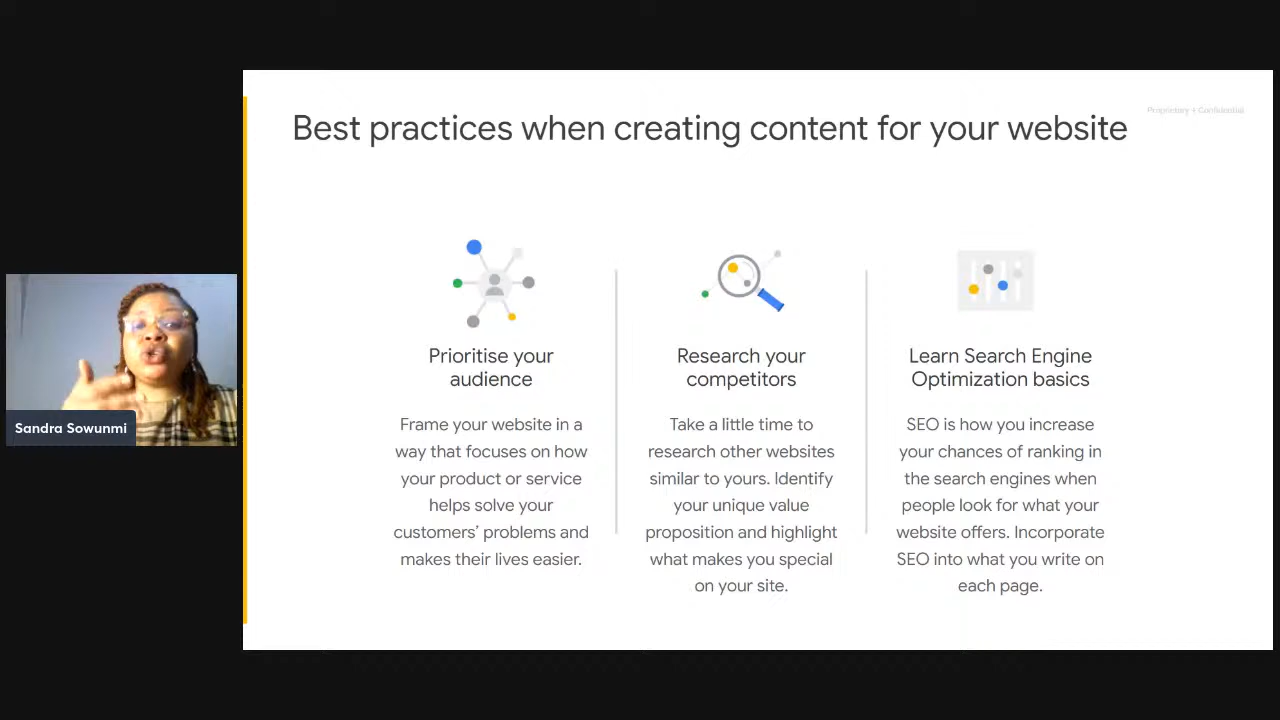 Proprietary + Confidential
Best practices when creating content for your website
Prioritise your
audience
Frame your website in a
way that focuses on how
your product or service
helps solve your
customers’ problems and
makes their lives easier.
Research your
competitors
Take a little time to
research other websites
similar to yours. Identify
your unique value
proposition and highlight
what makes you special
on your site.
Learn Search Engine
Optimization basics
SEO is how you increase
your chances of ranking in
the search engines when
people look for what your
website offers. Incorporate
SEO into what you write on
each page.
Sandra Sowunmi